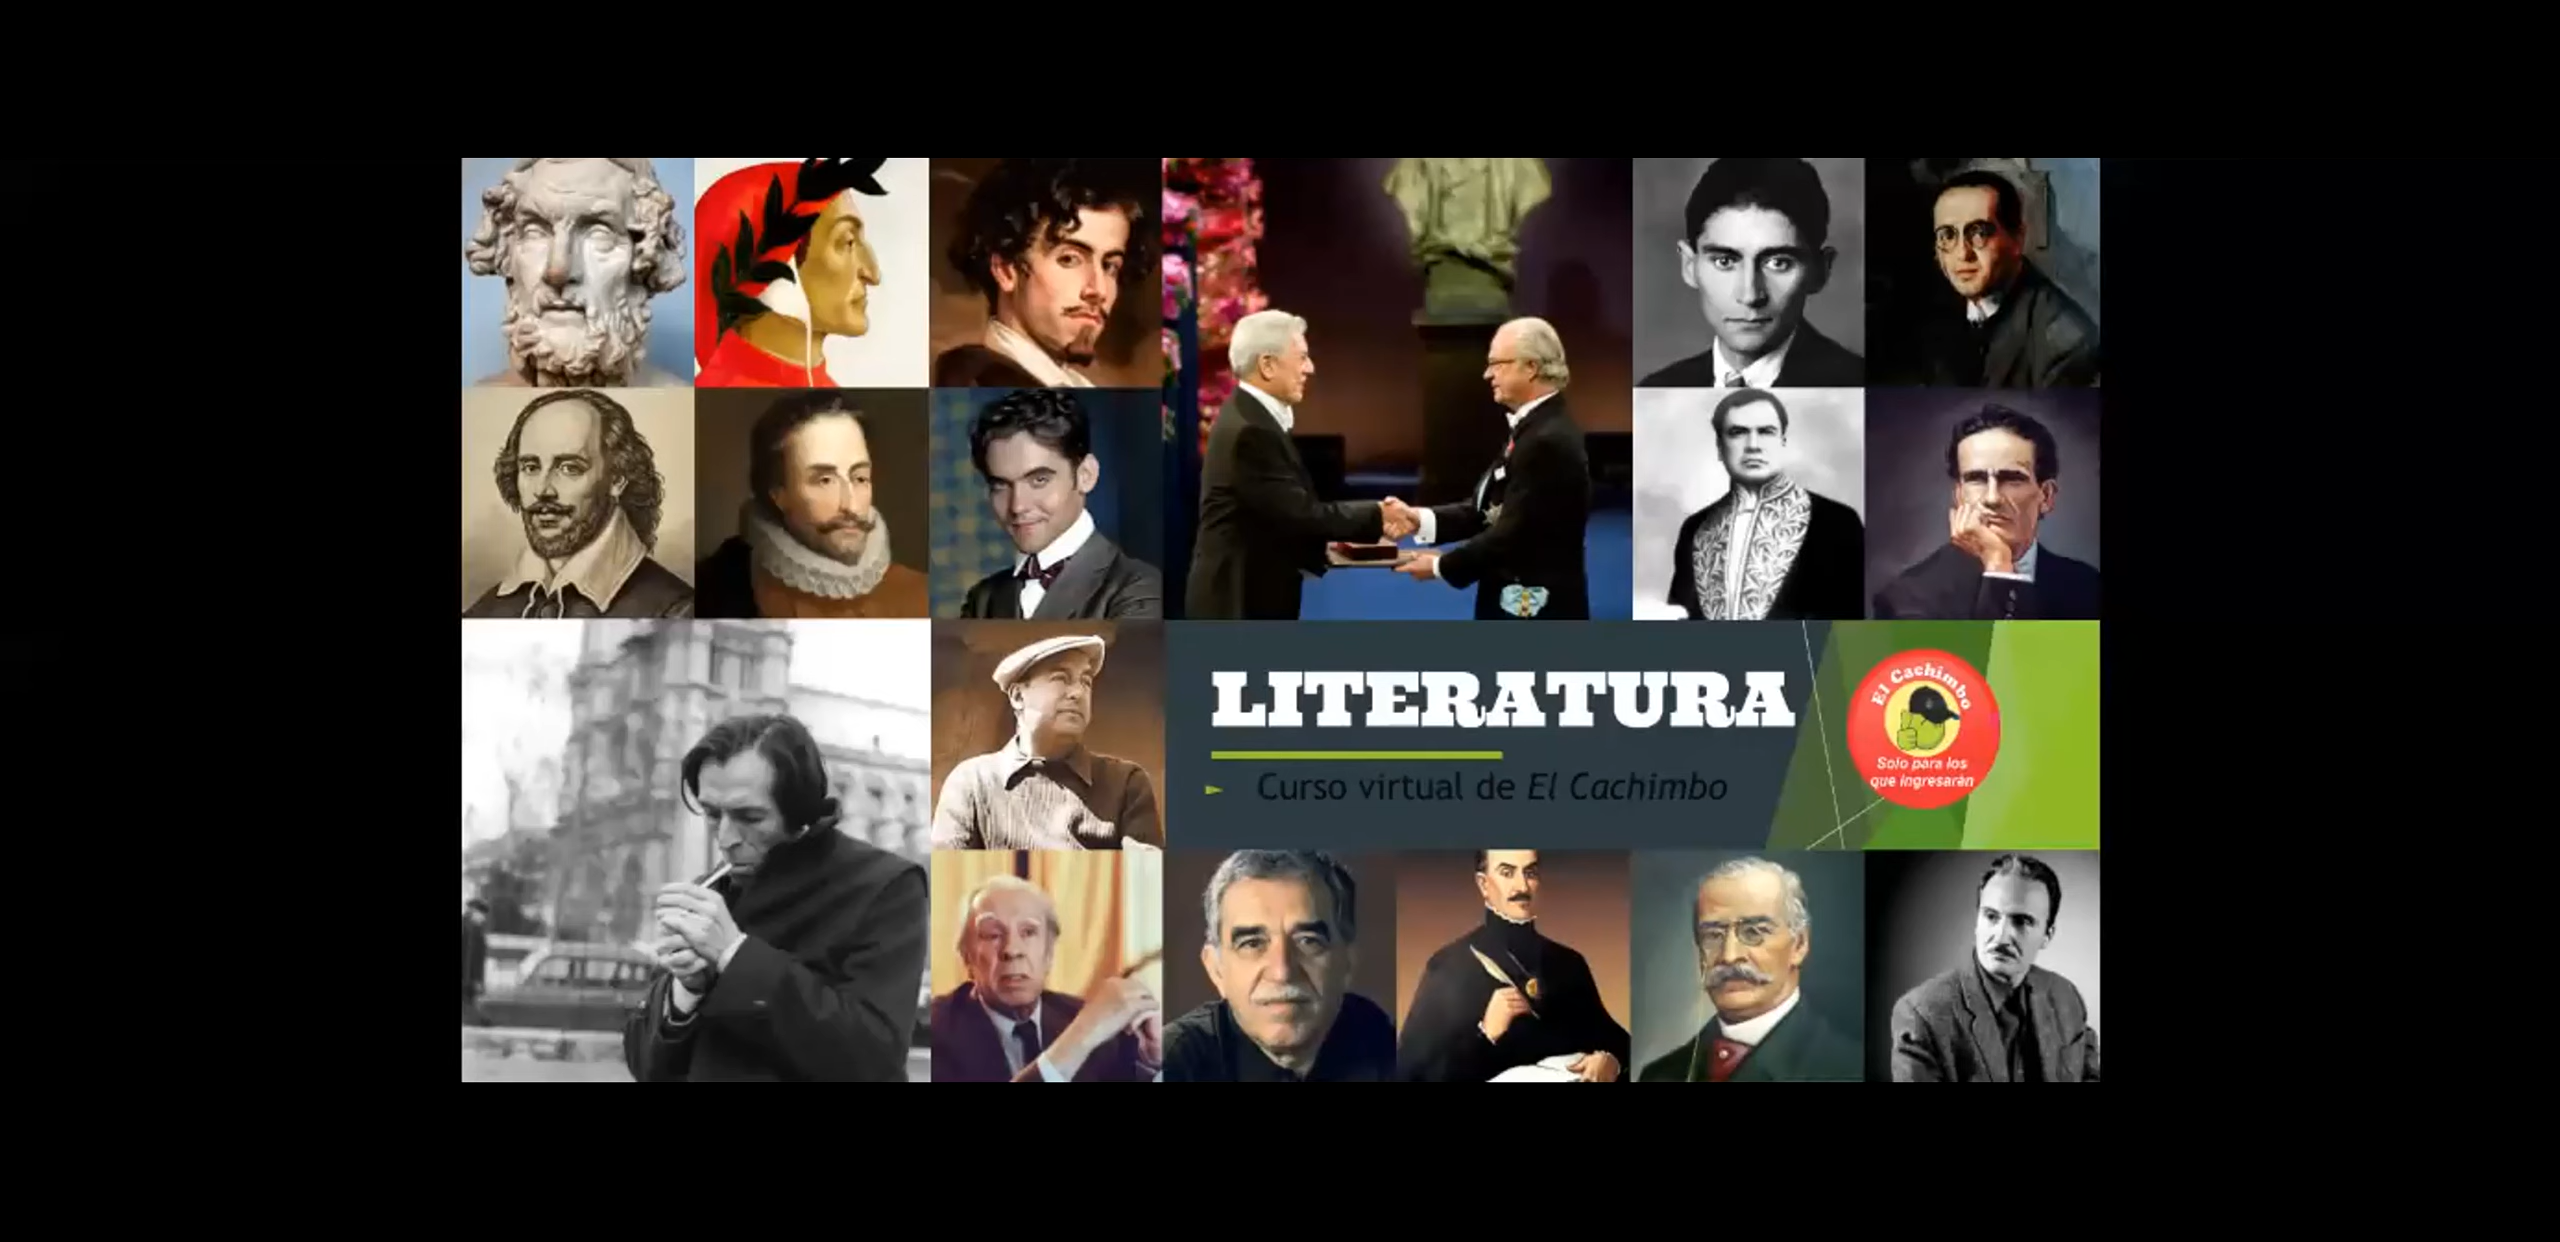 LITERATURA
Curso virtual de El Cachimbo
El Cachimbo
Solo para los
que ingresarán